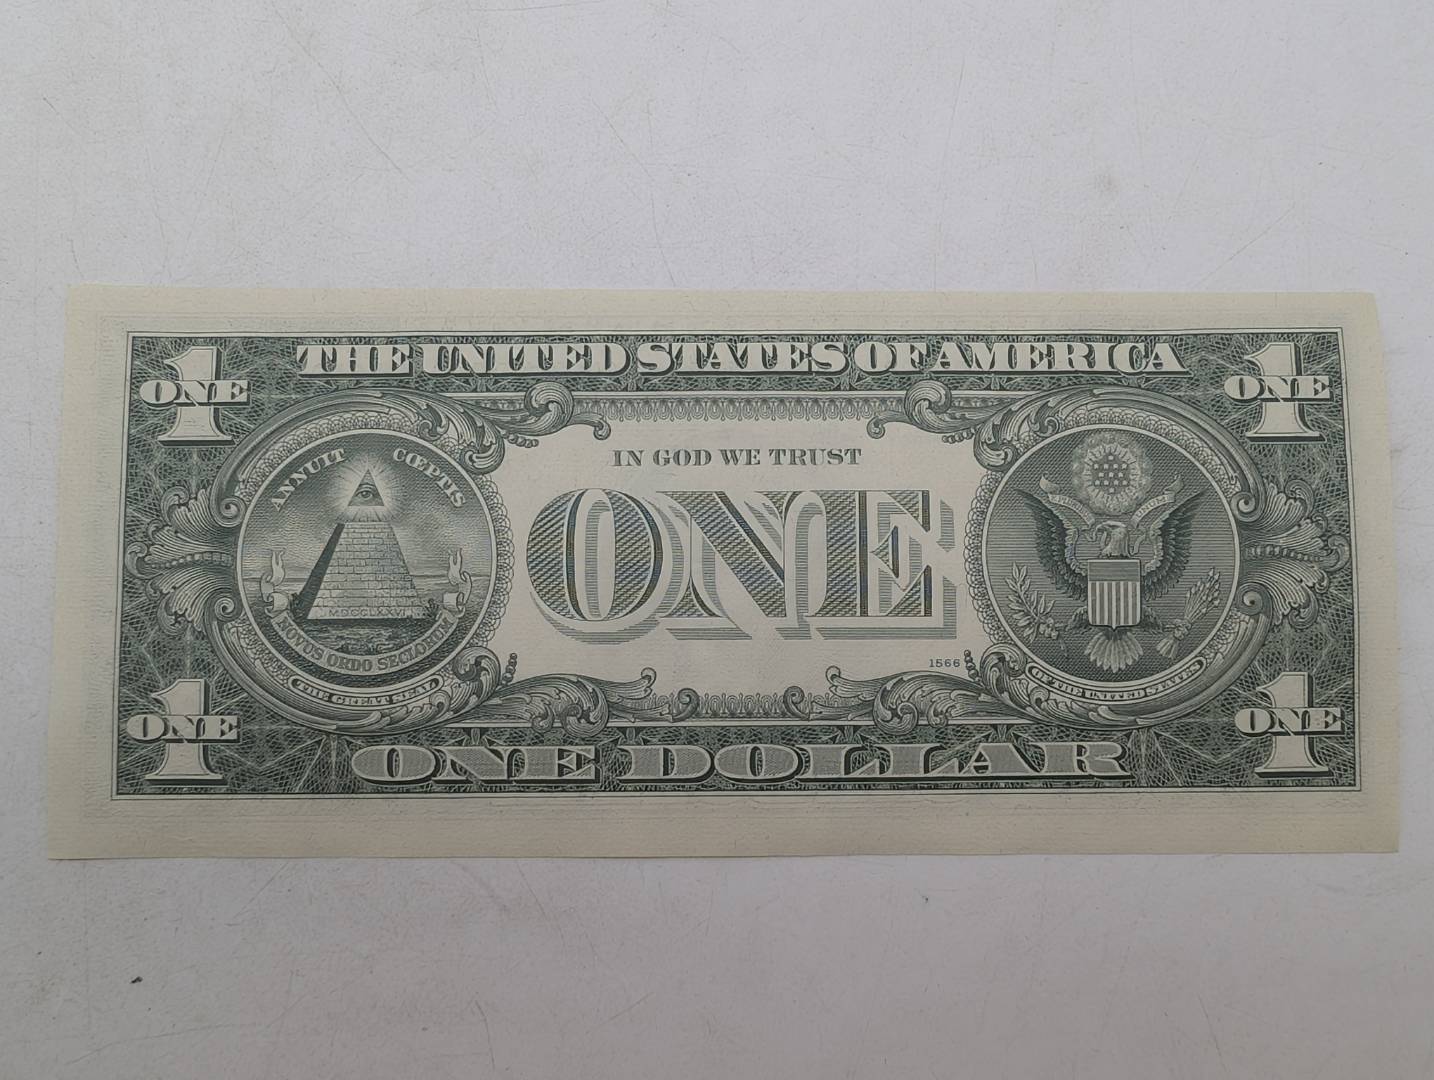 THE UNITED STATES OF AMERICA
1
ONE
1
ONE
IN GOD WE TRUST
ANNUIT CŒPTIS
ONE
MDCCLXXVI
NOVUS ORDO SECLORUM
1566
THE GREAT SEAL
OF THE UNITED STATES
1
ONE
1
ONE
ONE DOLLAR